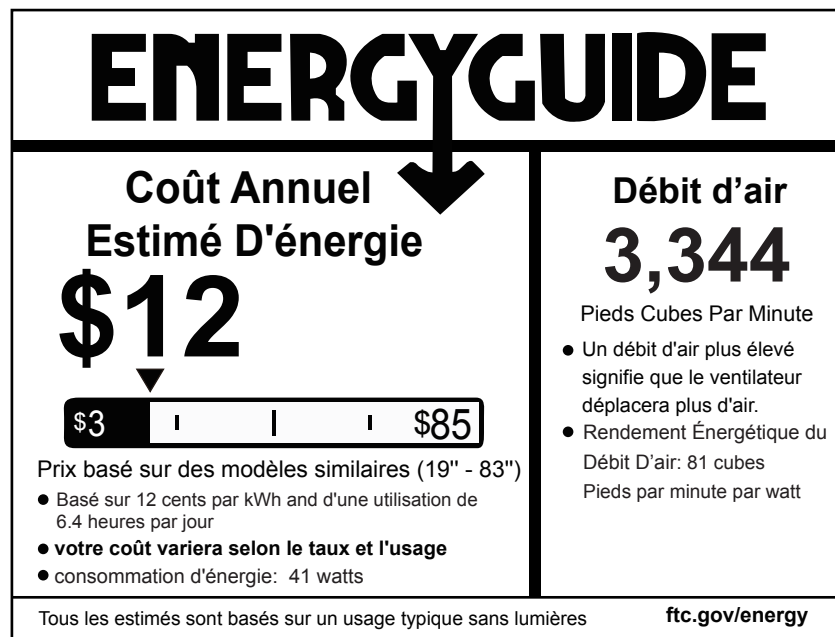 ENERGYGUIDE
Coût Annuel
Estimé D'énergie
$12
$3
$85
Prix basé sur des modèles similaires (19" - 83")
● Basé sur 12 cents par kWh and d'une utilisation de
6.4 heures par jour
● votre coût variera selon le taux et l'usage
● consommation d'énergie: 41 watts
Débit d’air
3,344
Pieds Cubes Par Minute
● Un débit d'air plus élevé
signifie que le ventilateur
déplacera plus d'air.
● Rendement Énergétique du
Débit D’air: 81 cubes
Pieds par minute par watt
Tous les estimés sont basés sur un usage typique sans lumières
ftc.gov/energy